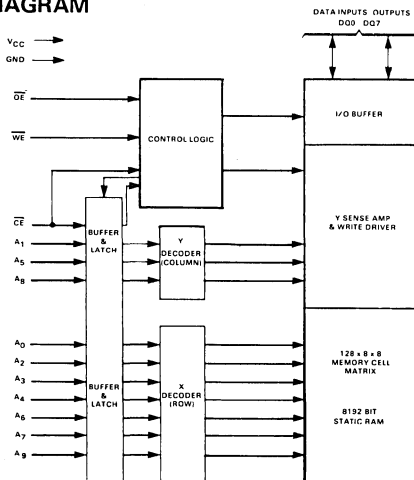 DIAGRAM
DATA INPUTS OUTPUTS
DQ0 DQ7
VCC
GND
OE
WE
CONTROL LOGIC
I/O BUFFER
CE
A1
A5
A8
BUFFER
&
LATCH
Y
DECODER
(COLUMN)
Y SENSE AMP
& WRITE DRIVER
A0
A2
A3
A4
A6
A7
A9
BUFFER
&
LATCH
X
DECODER
(ROW)
128 x 8 x 8
MEMORY CELL
MATRIX
8192 BIT
STATIC RAM